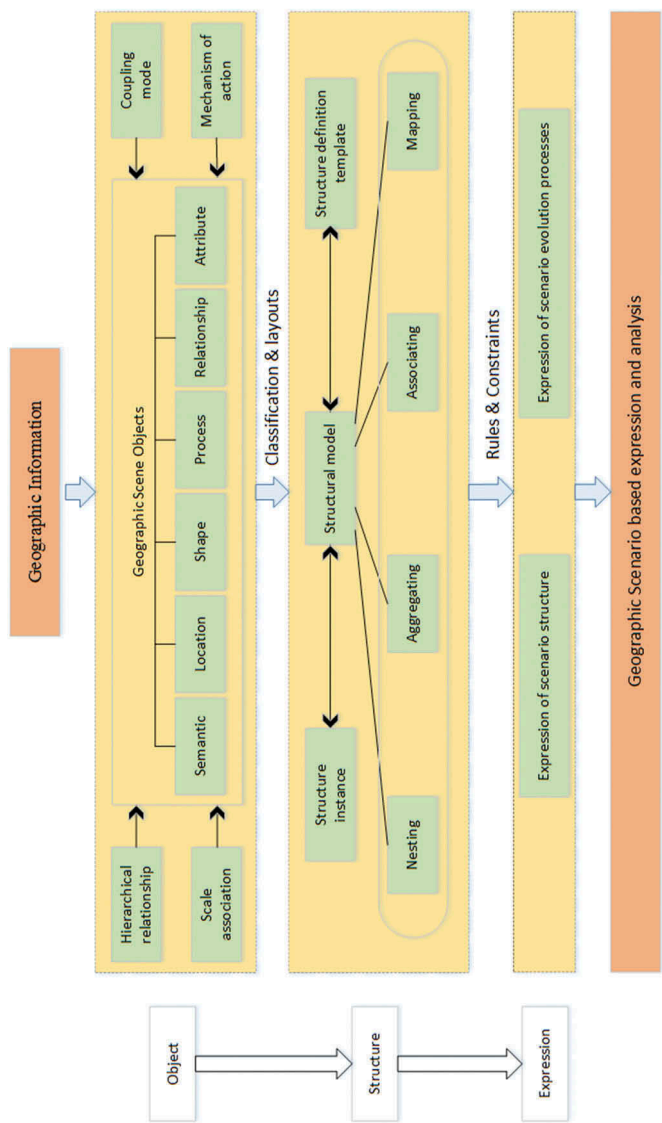 Geographic Information
Object
Hierarchical
relationship
Scale
association
Geographic Scene Objects
Semantic
Location
Shape
Process
Relationship
Attribute
Coupling
mode
Mechanism of
action
Classification & layouts
Structure
Structure
instance
Structural model
Structure definition
template
Nesting
Aggregating
Associating
Mapping
Rules & Constraints
Expression
Expression of scenario structure
Expression of scenario evolution processes
Geographic Scenario based expression and analysis